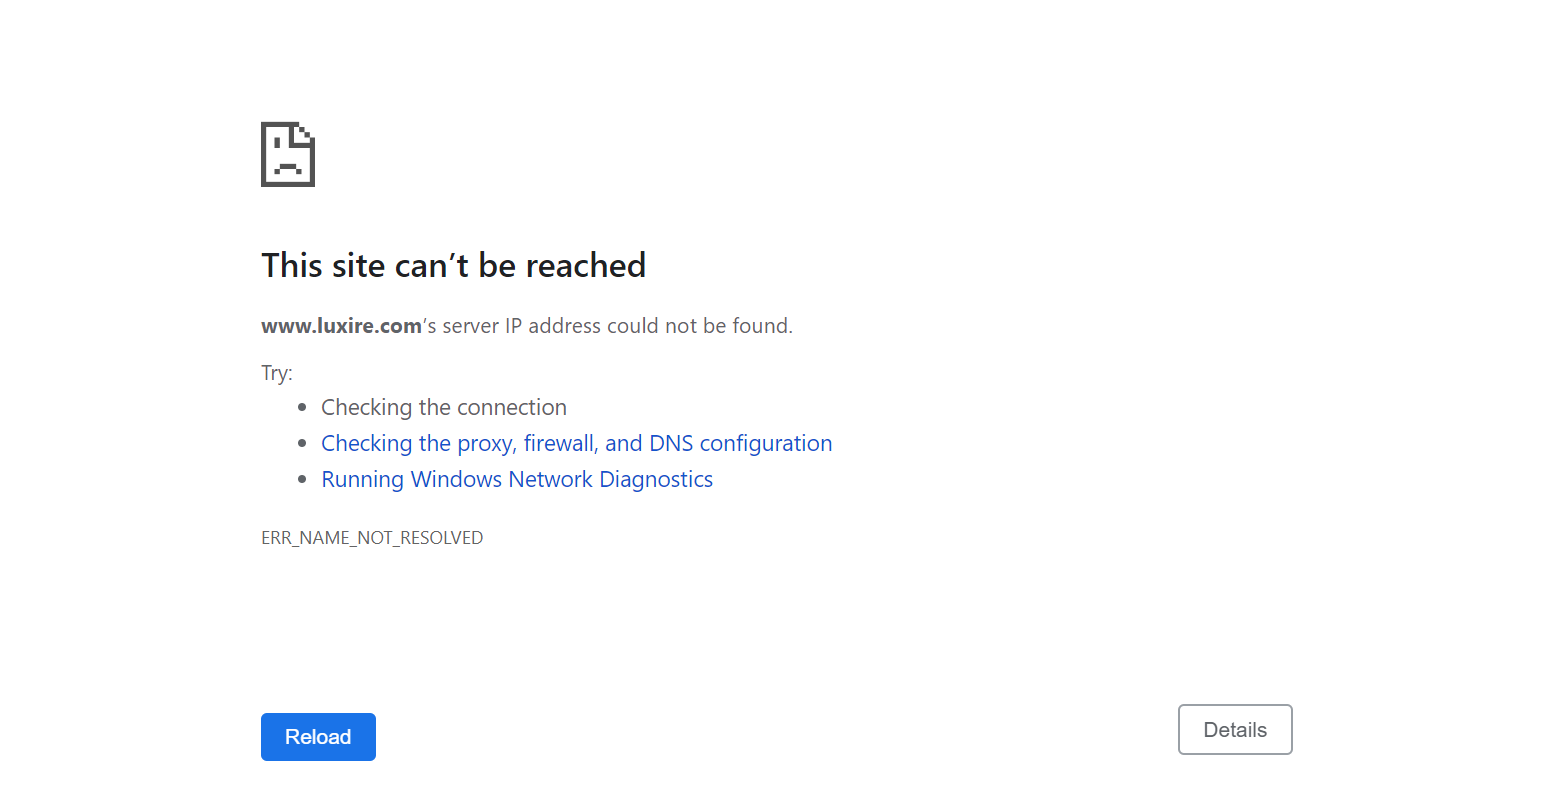 This site can’t be reached
www.luxire.com’s server IP address could not be found.
Try:
Checking the connection
Checking the proxy, firewall, and DNS configuration
Running Windows Network Diagnostics
ERR_NAME_NOT_RESOLVED
Reload
Details